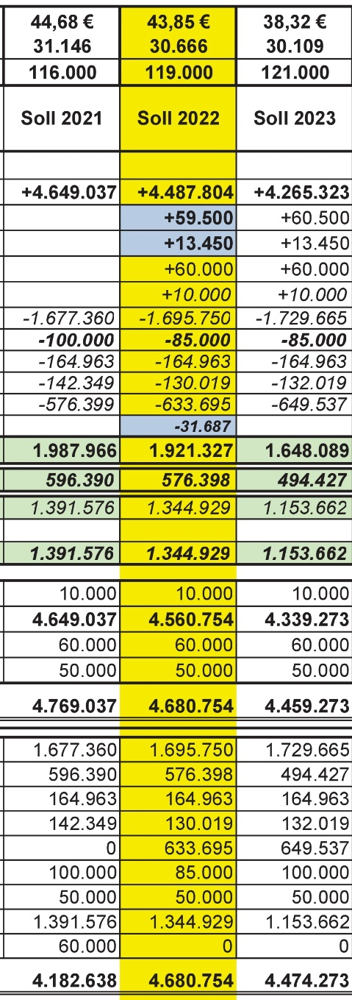 44,68 € 43,85 € 38,32 €
31.146 30.666 30.109
116.000 119.000 121.000
Soll 2021 Soll 2022 Soll 2023
+4.649.037 +4.487.804 +4.265.323
+59.500 +60.500
+13.450 +13.450
+60.000 +60.000
+10.000 +10.000
-1.677.360 -1.695.750 -1.729.665
-100.000 -85.000 -85.000
-164.963 -164.963 -164.963
-142.349 -130.019 -132.019
-576.399 -633.695 -649.537
-31.687
1.987.966 1.921.327 1.648.089
596.390 576.398 494.427
1.391.576 1.344.929 1.153.662
1.391.576 1.344.929 1.153.662
10.000 10.000 10.000
4.649.037 4.560.754 4.339.273
60.000 60.000 60.000
50.000 50.000 50.000
4.769.037 4.680.754 4.459.273
1.677.360 1.695.750 1.729.665
596.390 576.398 494.427
164.963 164.963 164.963
142.349 130.019 132.019
0 633.695 649.537
100.000 85.000 100.000
50.000 50.000 50.000
1.391.576 1.344.929 1.153.662
60.000 0 0
4.182.638 4.680.754 4.474.273